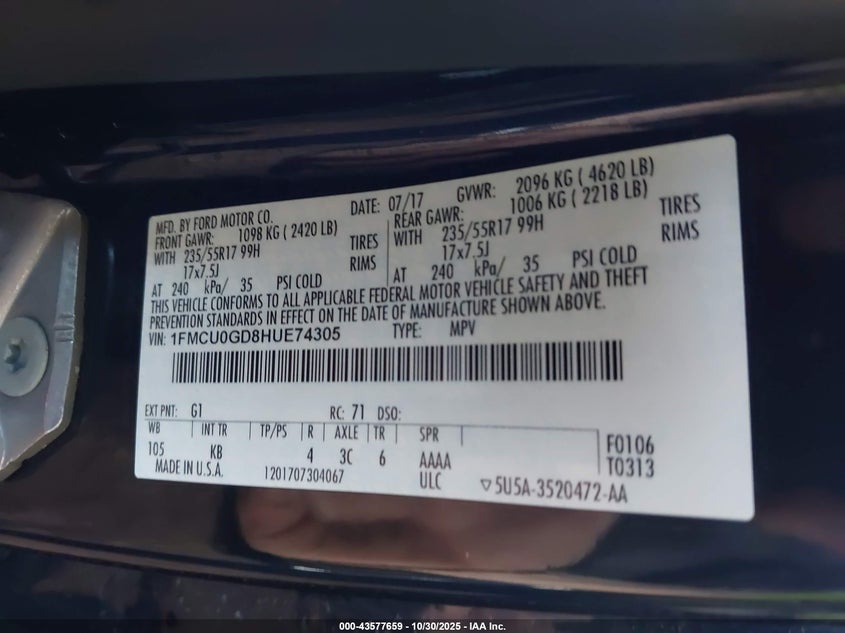 MFD. BY FORD MOTOR CO. DATE: 07/17 GVWR: 2096 KG ( 4620 LB)
FRONT GAWR: 1098 KG ( 2420 LB) REAR GAWR: 1006 KG ( 2218 LB)
WITH 235/55R17 99H TIRES WITH 235/55R17 99H TIRES
17x7.5J RIMS 17x7.5J RIMS
AT 240 kPa/ 35 PSI COLD AT 240 kPa/ 35 PSI COLD
THIS VEHICLE CONFORMS TO ALL APPLICABLE FEDERAL MOTOR VEHICLE SAFETY AND THEFT
PREVENTION STANDARDS IN EFFECT ON THE DATE OF MANUFACTURE SHOWN ABOVE.
VIN: 1FMCU0GD8HUE74305 TYPE: MPV
EXT PNT: G1 RC: 71 DSO:
WB INT TR TP/PS R AXLE TR SPR
105 KB 4 3C 6 AAAA F0106
MADE IN U.S.A. 1201707304067 ULC T0313
▽5U5A-3520472-AA
000-43577659 - 10/30/2025 - IAA Inc.